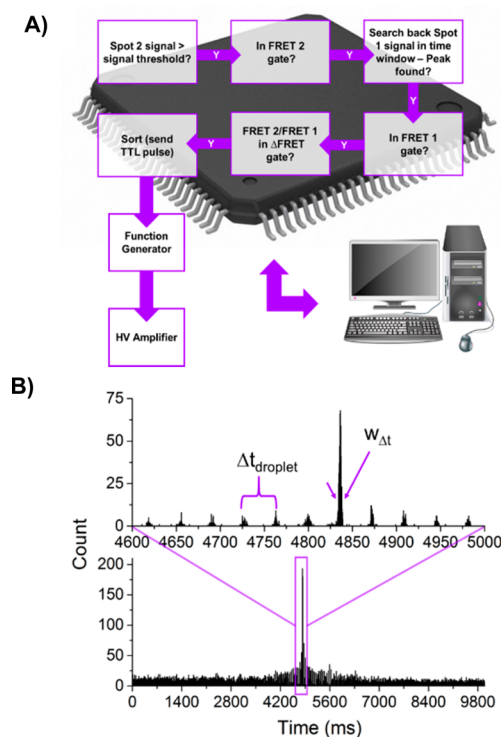 A)
Spot 2 signal >
signal threshold?
Y
In FRET 2
gate?
Y
Search back Spot
1 signal in time
window – Peak
found?
Y
In FRET 1
gate?
Y
FRET 2/FRET 1
in ΔFRET
gate?
Y
Sort (send
TTL pulse)
Function
Generator
HV Amplifier
B)
75
50
25
0
Δt droplet
w Δt
4600 4650 4700 4750 4800 4850 4900 4950 5000
Count
200
150
100
50
0
0 1400 2800 4200 5600 7000 8400 9800
Time (ms)